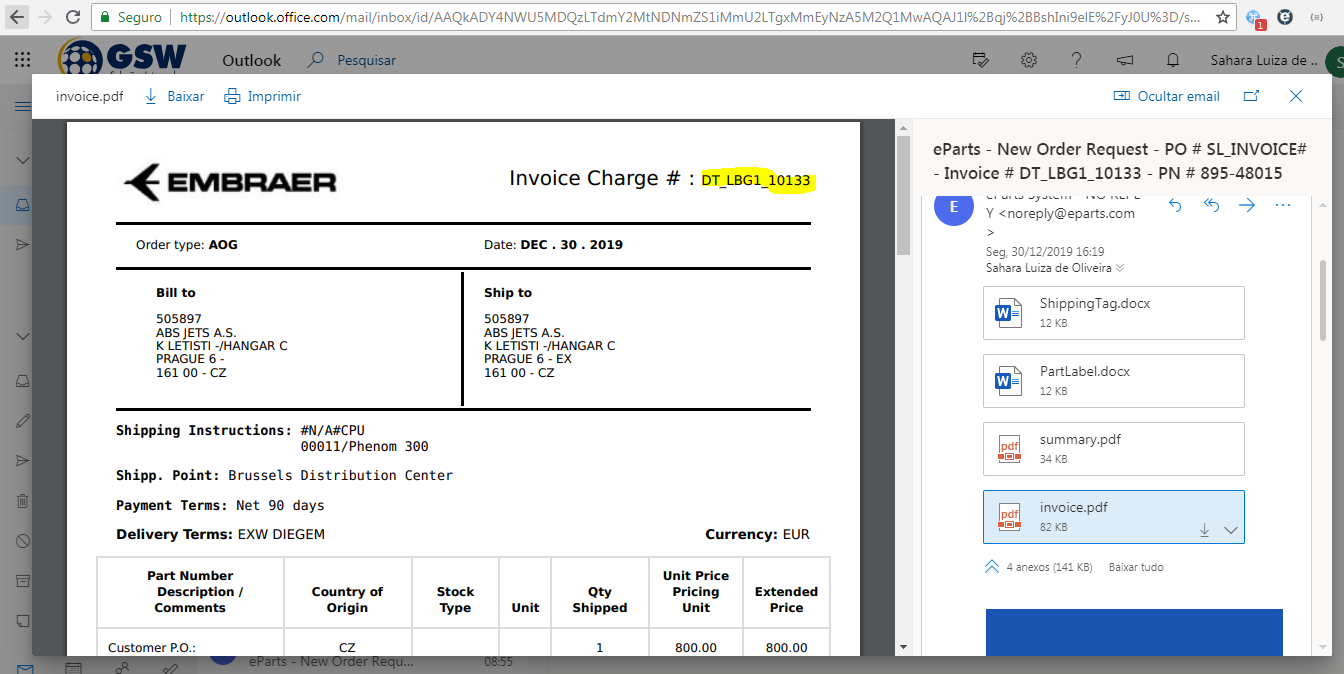 Seguro
https://outlook.office.com/mail/inbox/id/AAQkADY4NWU5MDQzLTdmY2MtNDNmZS1iMmU2LTgxMmEyNzA5M2Q1MwAQAJ1l%2Bqj%2BBshIni9elE%2FyJ0U%3D/s...
1
GSW
Outlook
Pesquisar
Sahara Luiza de ..
S
invoice.pdf
Baixar
Imprimir
Ocultar email
EMBRAER
Invoice Charge # : DT_LBG1_10133
Order type: AOG
Date: DEC . 30 . 2019
Bill to
505897
ABS JETS A.S.
K LETISTI -/HANGAR C
PRAGUE 6 -
161 00 - CZ
Ship to
505897
ABS JETS A.S.
K LETISTI -/HANGAR C
PRAGUE 6 - EX
161 00 - CZ
Shipping Instructions: #N/A#CPU
00011/Phenom 300
Shipp. Point: Brussels Distribution Center
Payment Terms: Net 90 days
Delivery Terms: EXW DIEGEM
Currency: EUR
Part Number
Description /
Comments
Country of
Origin
Stock
Type
Unit
Qty
Shipped
Unit Price
Pricing
Unit
Extended
Price
Customer P.O.:
CZ
1
800.00
800.00
eParts - New Order Request - PO # SL_INVOICE#
- Invoice # DT_LBG1_10133 - PN # 895-48015
E
eParts System - NO REPL
Y <noreply@eparts.com
>
Seg, 30/12/2019 16:19
Sahara Luiza de Oliveira
ShippingTag.docx
12 KB
PartLabel.docx
12 KB
summary.pdf
34 KB
invoice.pdf
82 KB
4 anexos (141 KB)
Baixar tudo
eParts - New Order Requ...
08:55